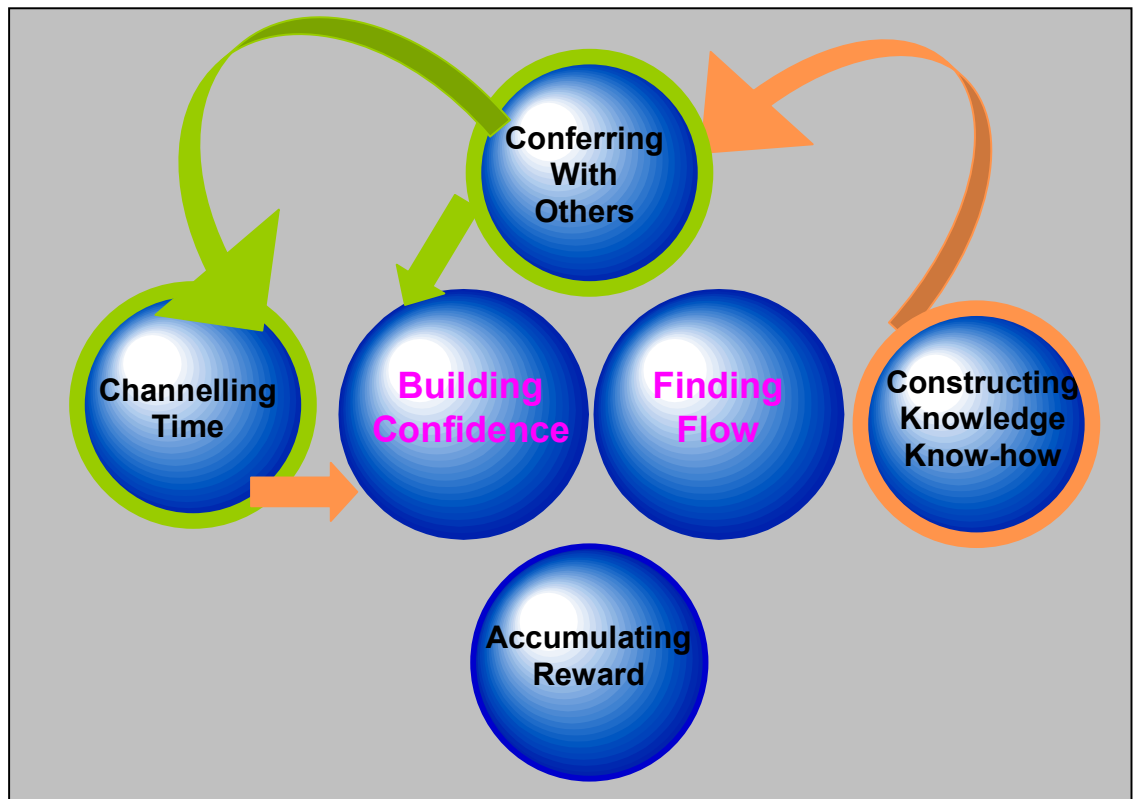 Conferring
With
Others
Channelling
Time
Building
Confidence
Finding
Flow
Constructing
Knowledge
Know-how
Accumulating
Reward